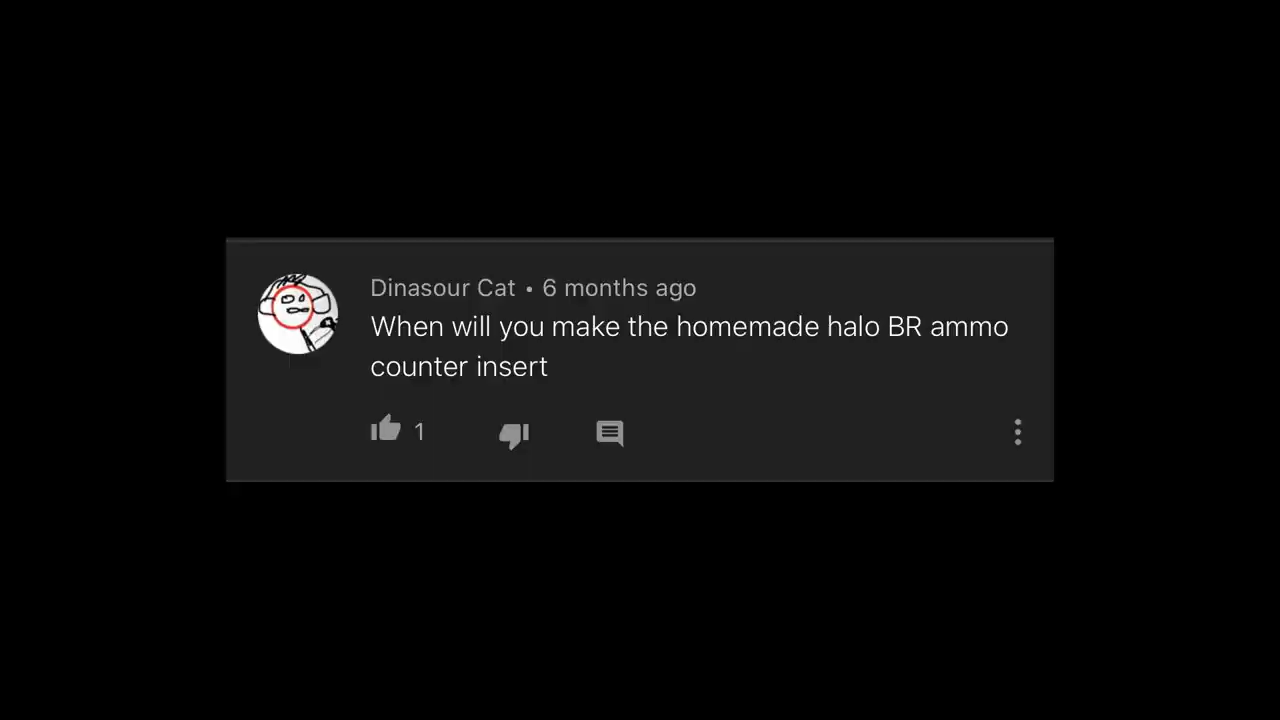 Dinasour Cat • 6 months ago
When will you make the homemade halo BR ammo
counter insert
1